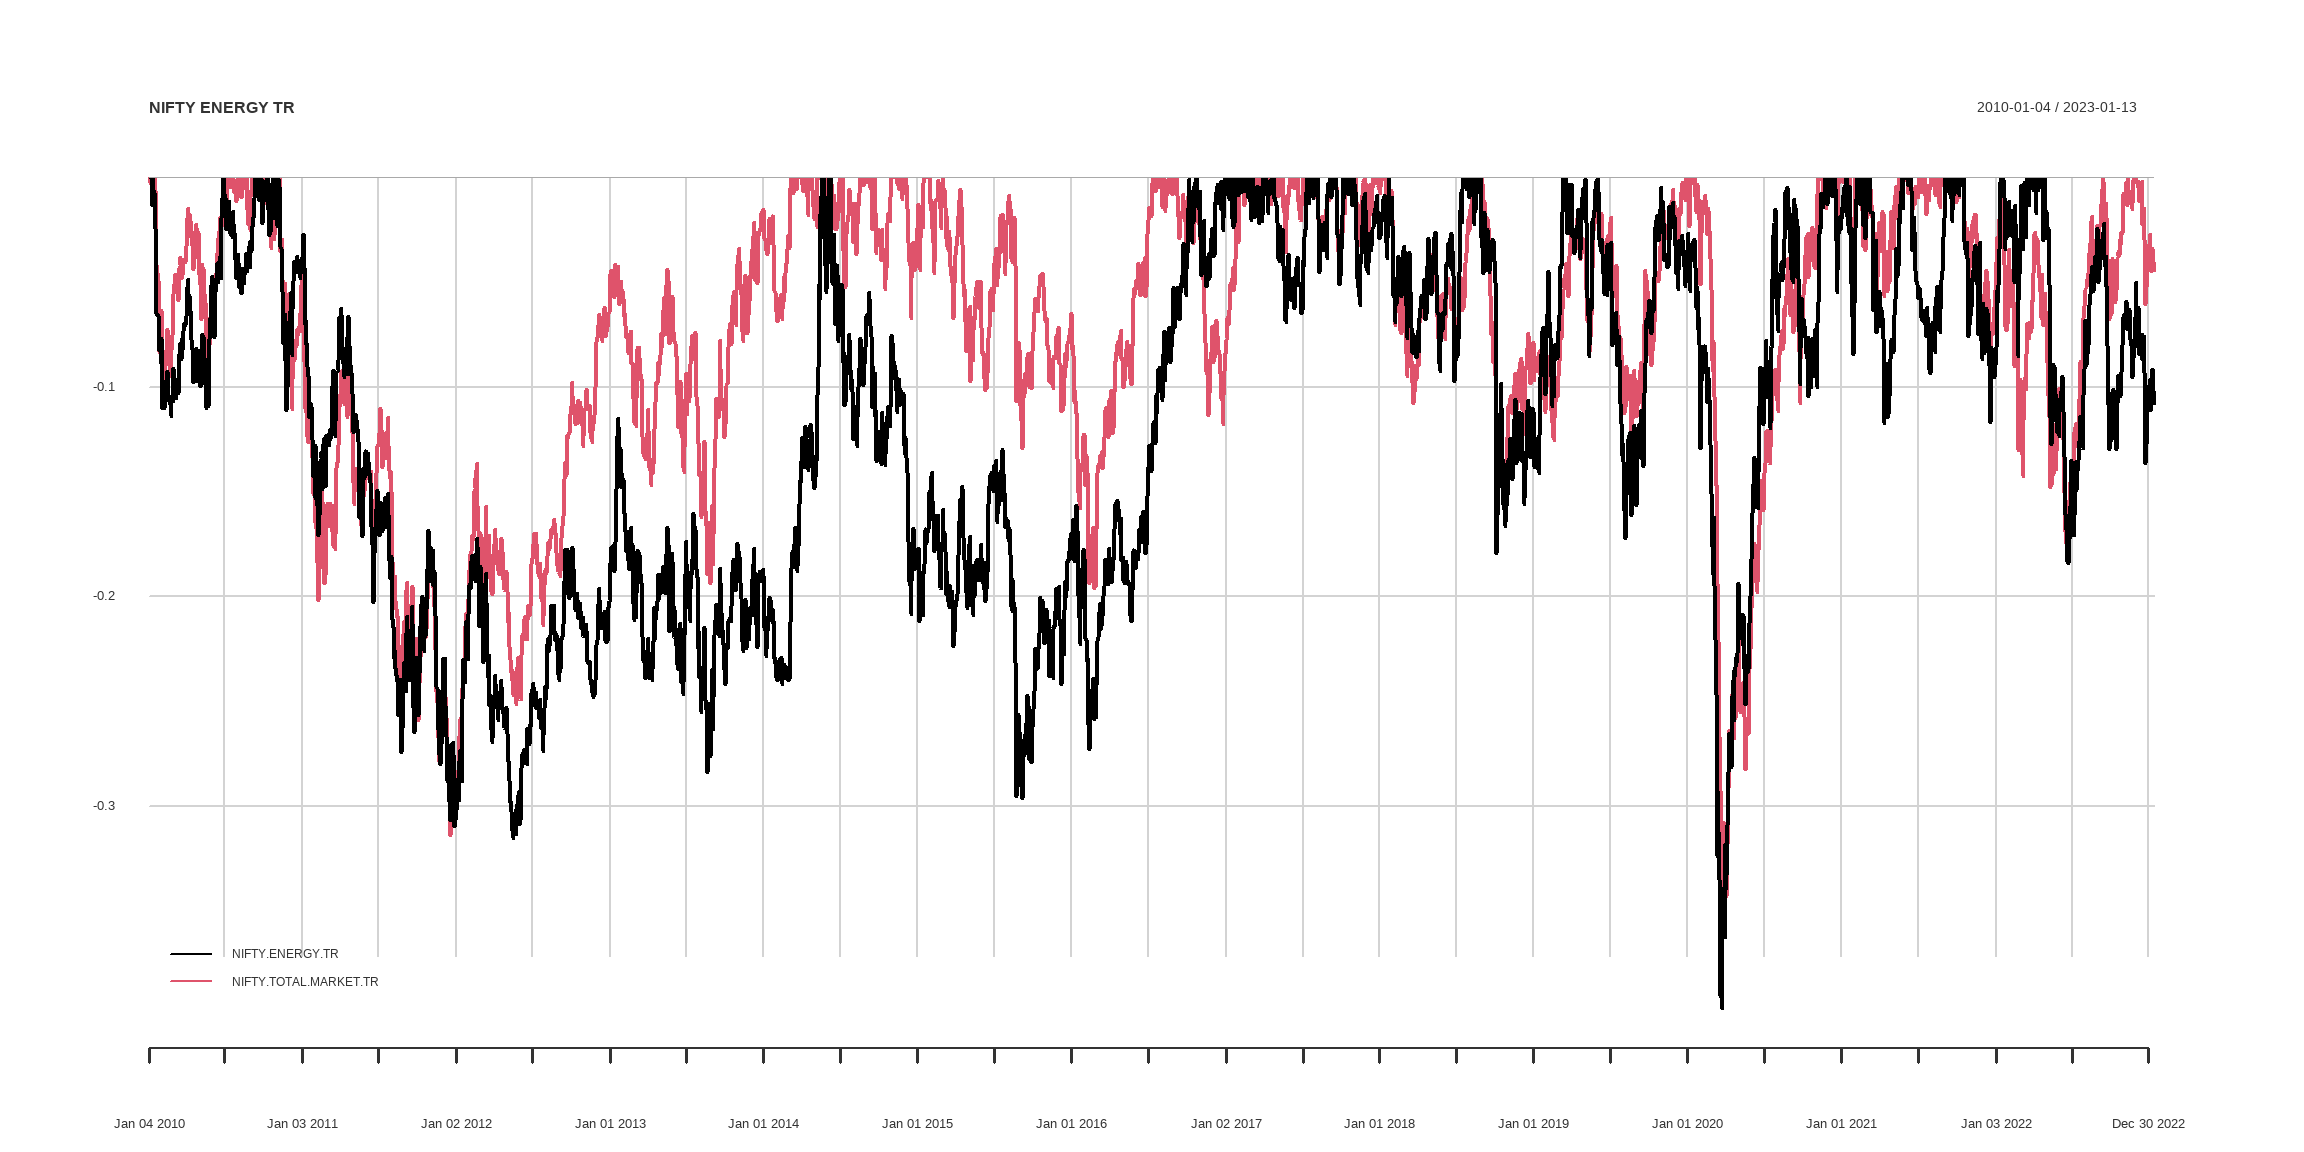 NIFTY ENERGY TR
2010-01-04 / 2023-01-13
-0.1
-0.2
-0.3
NIFTY.ENERGY.TR
NIFTY.TOTAL.MARKET.TR
Jan 04 2010 Jan 03 2011 Jan 02 2012 Jan 01 2013 Jan 01 2014 Jan 01 2015 Jan 01 2016 Jan 02 2017 Jan 01 2018 Jan 01 2019 Jan 01 2020 Jan 01 2021 Jan 03 2022 Dec 30 2022